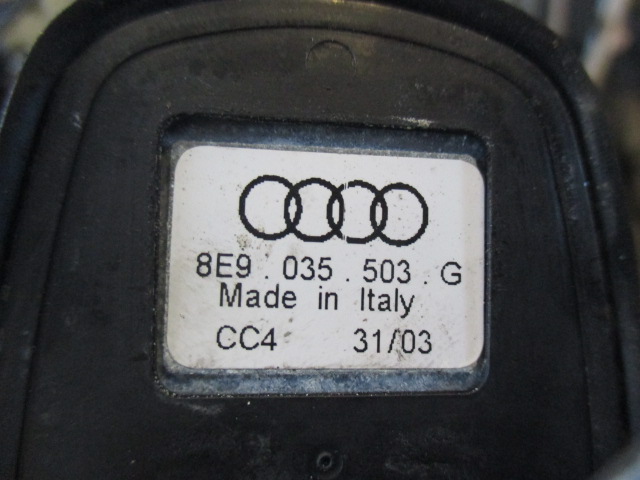 8E9 . 035 . 503 . G
Made in Italy
CC4 31/03